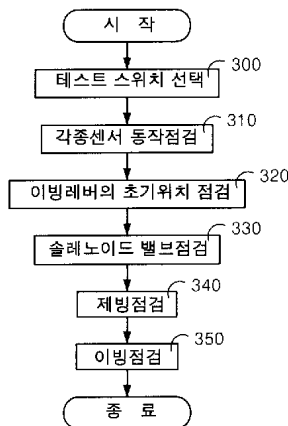 시 작
테스트 스위치 선택
300
각종센서 동작점검
310
이빙레버의 초기위치 점검
320
솔레노이드 밸브점검
330
제빙점검
340
이빙점검
350
종 료